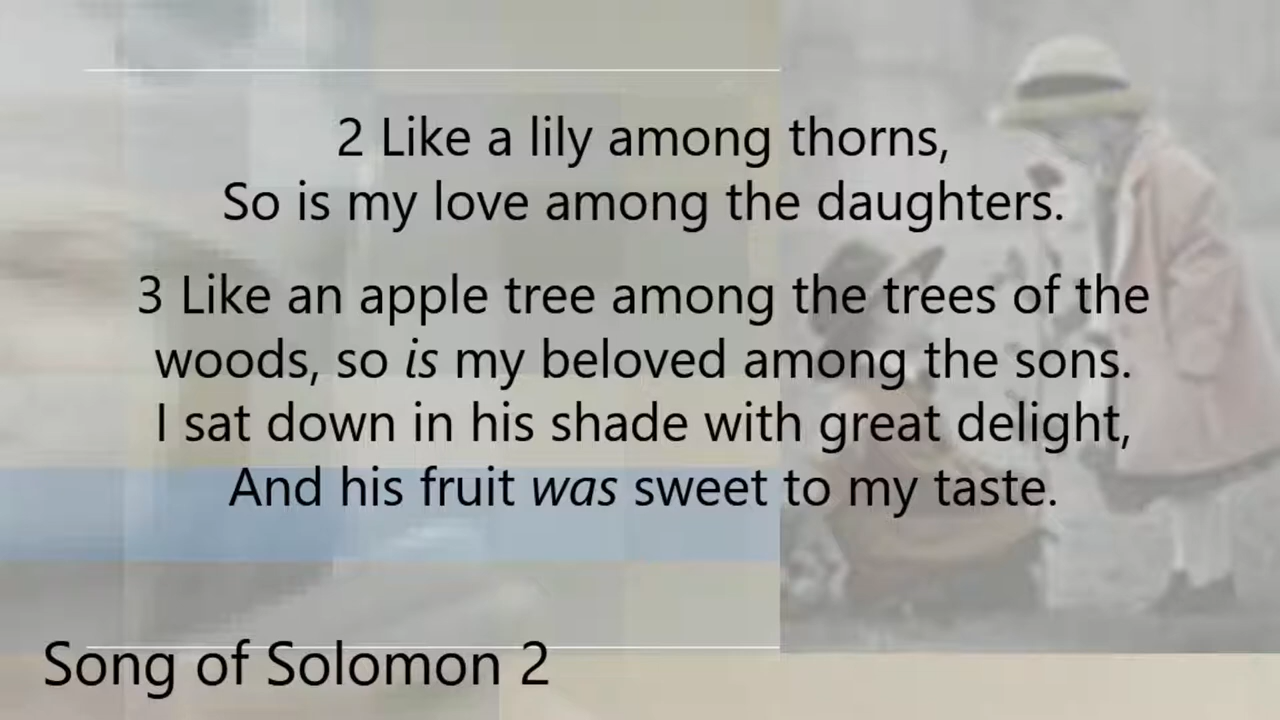 2 Like a lily among thorns,
So is my love among the daughters.
3 Like an apple tree among the trees of the
woods, so is my beloved among the sons.
I sat down in his shade with great delight,
And his fruit was sweet to my taste.
Song of Solomon 2